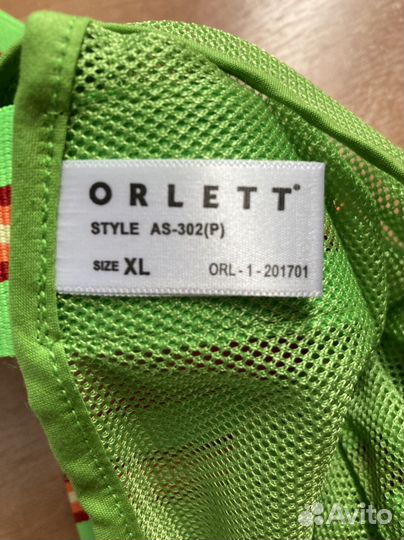 ORLETT®
STYLE AS-302(P)
SIZE XL ORL - 1 - 201701
Avito